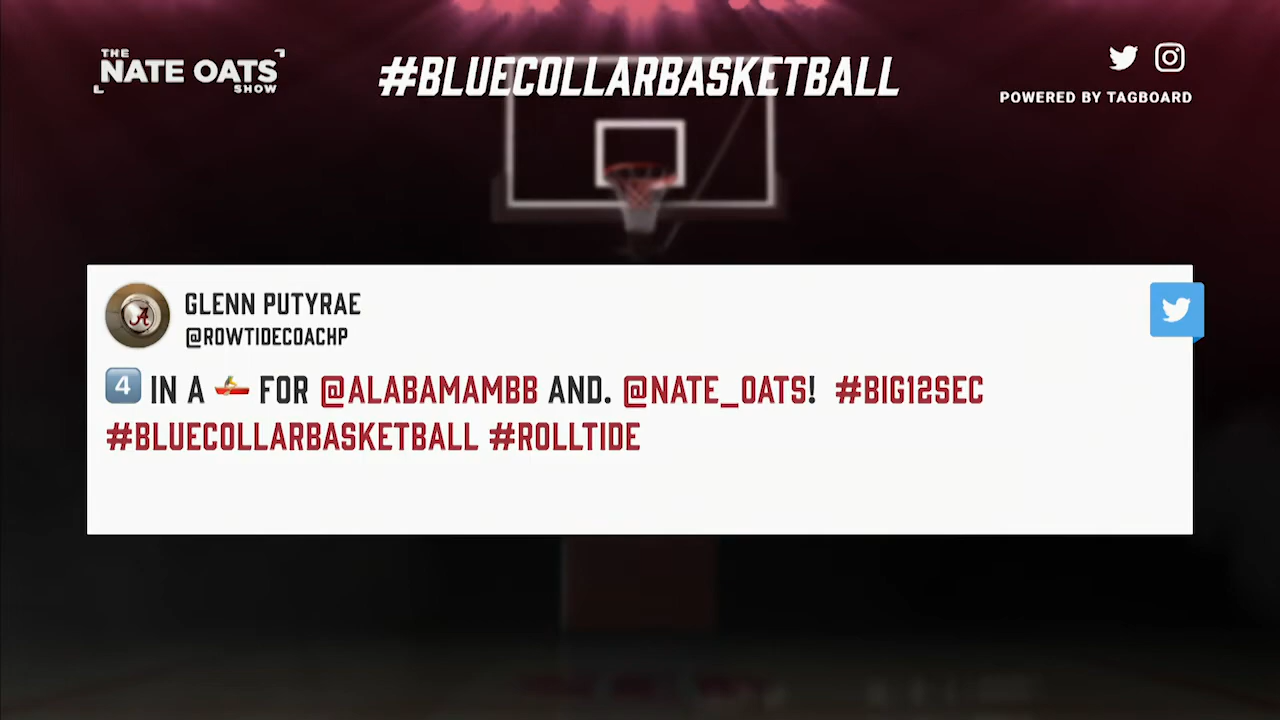 THE
NATE OATS
SHOW
#BLUECOLLARBASKETBALL
POWERED BY TAGBOARD
GLENN PUTYRAE
@ROWTIDECOACHP
4️⃣ IN A 🚣 FOR @ALABAMAMBB AND. @NATE_OATS! #BIG12SEC
#BLUECOLLARBASKETBALL #ROLLTIDE